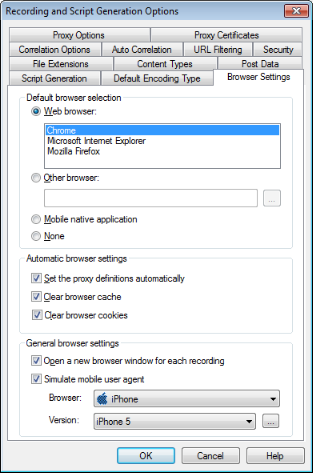 Recording and Script Generation Options
Proxy Options Proxy Certificates
Correlation Options Auto Correlation URL Filtering Security
File Extensions Content Types Post Data
Script Generation Default Encoding Type Browser Settings
Default browser selection
Web browser:
Chrome
Microsoft Internet Explorer
Mozilla Firefox
Other browser:
...
Mobile native application
None
Automatic browser settings
Set the proxy definitions automatically
Clear browser cache
Clear browser cookies
General browser settings
Open a new browser window for each recording
Simulate mobile user agent
Browser: iPhone
Version: iPhone 5 ...
OK Cancel Help